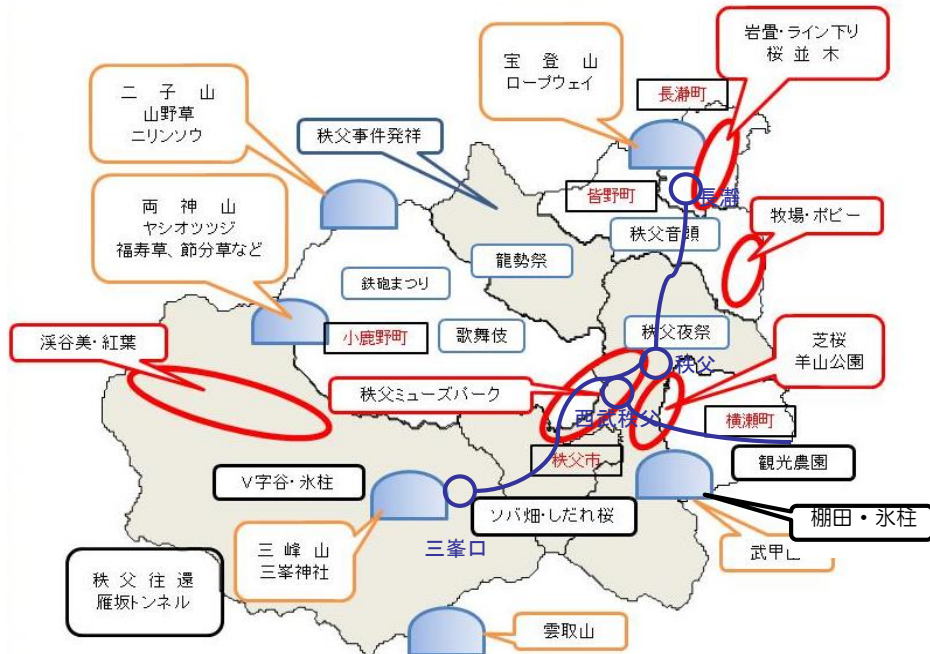 岩畳・ライン下り
桜 並 木
宝 登 山
ロープウェイ
長瀞町
二 子 山
山野草
ニリンソウ
秩父事件発祥
皆野町
長瀞
両 神 山
ヤシオツツジ
福寿草、節分草など
牧場・ポピー
秩父音頭
龍勢祭
鉄砲まつり
渓谷美・紅葉
小鹿野町
歌舞伎
秩父夜祭
芝桜
羊山公園
秩父
秩父ミューズパーク
西武秩父
横瀬町
秩父市
観光農園
V字谷・氷柱
ソバ畑・しだれ桜
棚田・氷柱
三峯口
武甲山
三 峰 山
三峯神社
秩 父 往 還
雁坂トンネル
雲取山